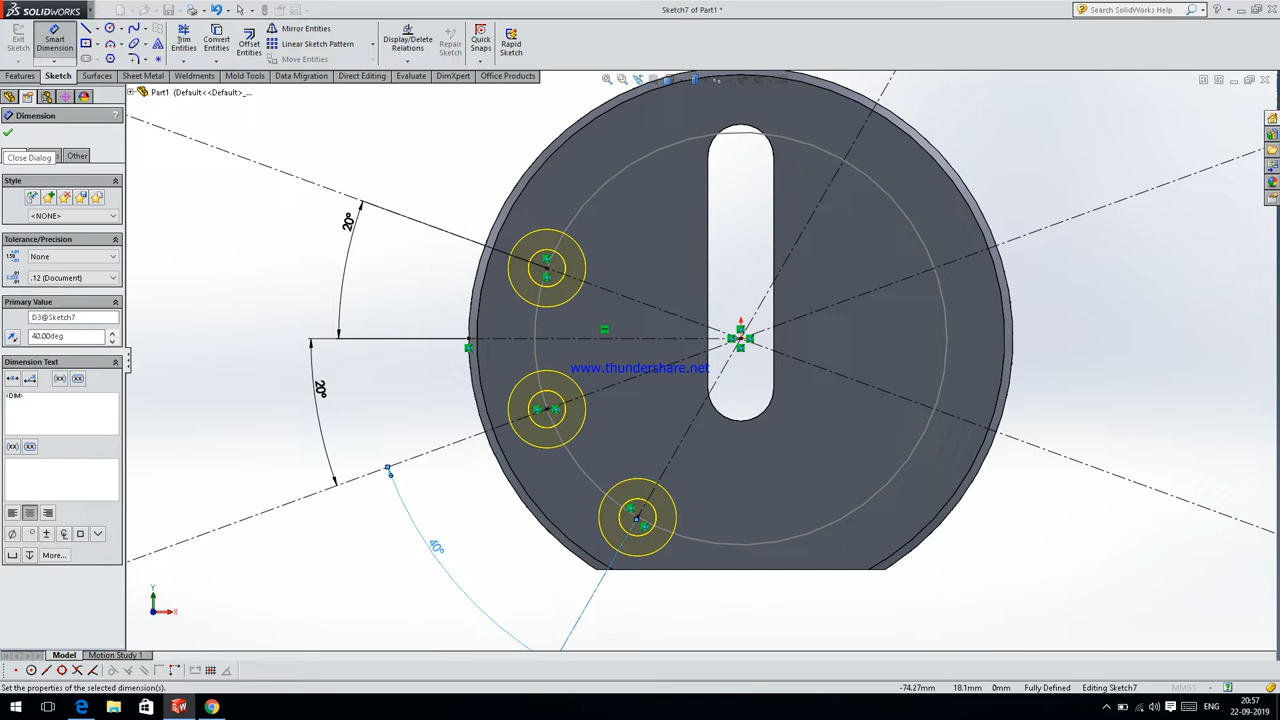 SOLIDWORKS
Sketch7 of Part1 *
Search SolidWorks Help
Exit Sketch
Smart Dimension
Trim Entities
Convert Entities
Offset Entities
Mirror Entities
Linear Sketch Pattern
Move Entities
Display/Delete Relations
Repair Sketch
Quick Snaps
Rapid Sketch
Features
Sketch
Surfaces
Sheet Metal
Weldments
Mold Tools
Data Migration
Direct Editing
Evaluate
DimXpert
Office Products
Part1 (Default<<Default>_...
Dimension
?
Close Dialog
Other
Style
<NONE>
Tolerance/Precision
None
.12 (Document)
Primary Value
D3@Sketch7
40.00deg
Dimension Text
<DIM>
(xx)
(xx)
(xx)
(xx)
More...
20°
20°
40°
www.thundershare.net
Y
X
Model
Motion Study 1
Set the properties of the selected dimension(s).
-74.27mm
18.1mm
0mm
Fully Defined
Editing Sketch7
MMGS
ENG
20:57
22-09-2019